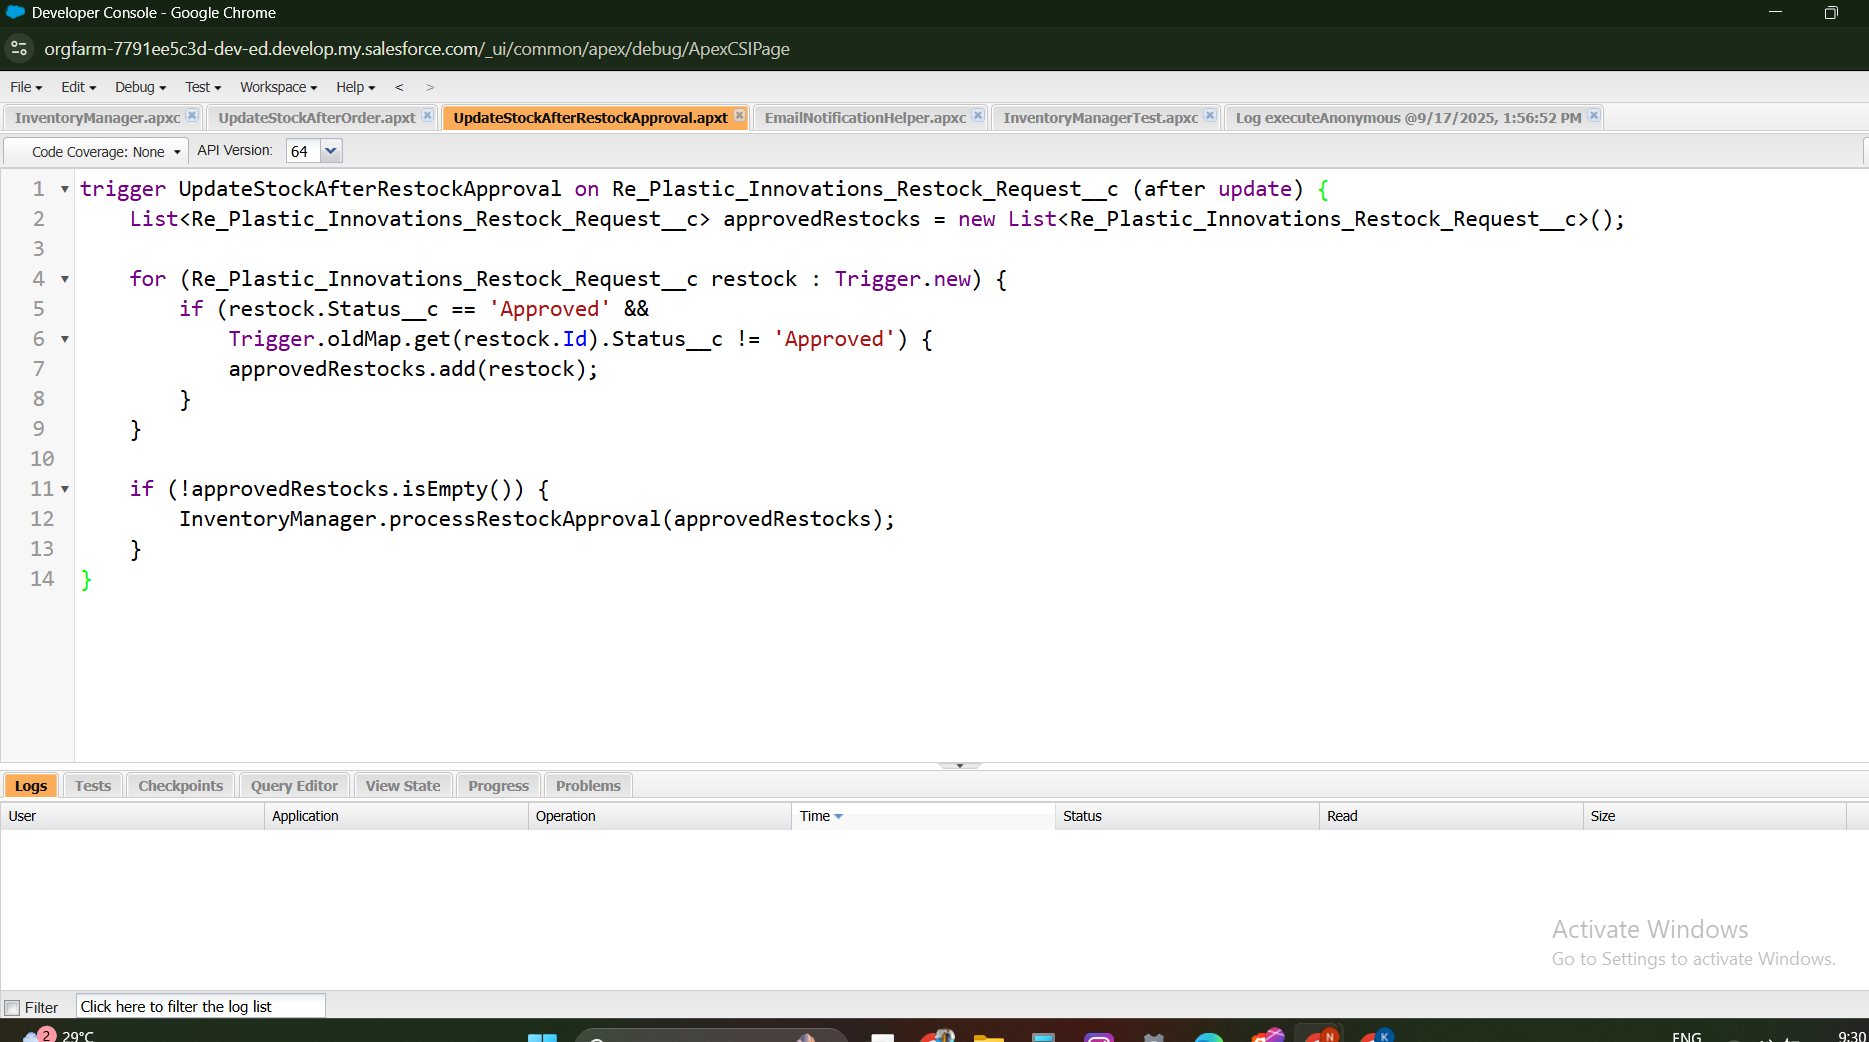 Developer Console - Google Chrome
orgfarm-7791ee5c3d-dev-ed.develop.my.salesforce.com/_ui/common/apex/debug/ApexCSIPage
File Edit Debug Test Workspace Help < >
InventoryManager.apxc UpdateStockAfterOrder.apxt UpdateStockAfterRestockApproval.apxt EmailNotificationHelper.apxc InventoryManagerTest.apxc Log executeAnonymous @9/17/2025, 1:56:52 PM
Code Coverage: None API Version: 64
1 trigger UpdateStockAfterRestockApproval on Re_Plastic_Innovations_Restock_Request__c (after update) {
2 List<Re_Plastic_Innovations_Restock_Request__c> approvedRestocks = new List<Re_Plastic_Innovations_Restock_Request__c>();
3
4 for (Re_Plastic_Innovations_Restock_Request__c restock : Trigger.new) {
5 if (restock.Status__c == 'Approved' &&
6 Trigger.oldMap.get(restock.Id).Status__c != 'Approved') {
7 approvedRestocks.add(restock);
8 }
9 }
10
11 if (!approvedRestocks.isEmpty()) {
12 InventoryManager.processRestockApproval(approvedRestocks);
13 }
14 }
Logs Tests Checkpoints Query Editor View State Progress Problems
User Application Operation Time Status Read Size
Activate Windows
Go to Settings to activate Windows.
Filter Click here to filter the log list
2 29°C N K ENG 9:30